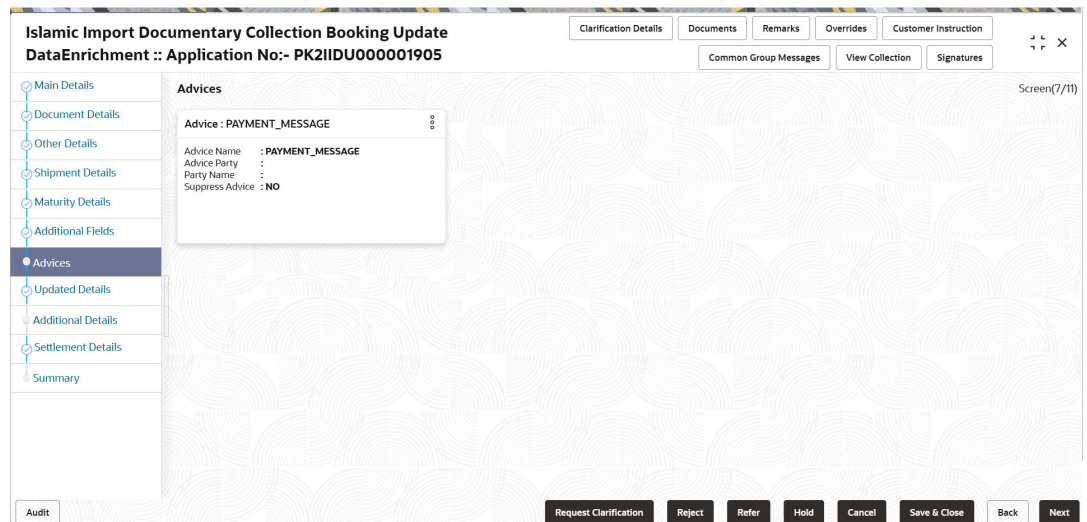 Islamic Import Documentary Collection Booking Update
DataEnrichment :: Application No:- PK2IIDU000001905
Clarification Details
Documents
Remarks
Overrides
Customer Instruction
Common Group Messages
View Collection
Signatures
Main Details
Document Details
Other Details
Shipment Details
Maturity Details
Additional Fields
Advices
Updated Details
Additional Details
Settlement Details
Summary
Advices
Screen(7/11)
Advice : PAYMENT_MESSAGE
Advice Name : PAYMENT_MESSAGE
Advice Party :
Party Name :
Suppress Advice : NO
Audit
Request Clarification
Reject
Refer
Hold
Cancel
Save & Close
Back
Next